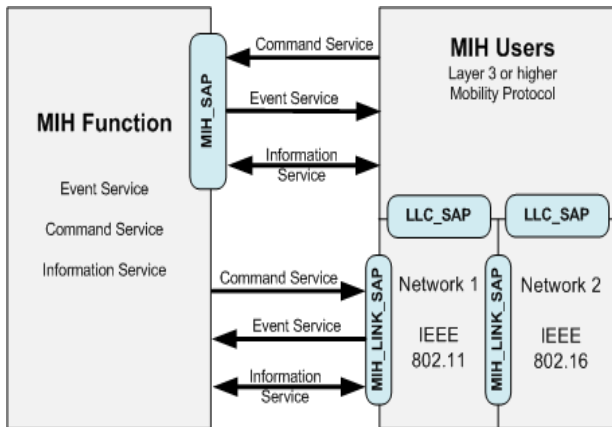 MIH Function
Event Service
Command Service
Information Service
MIH_SAP
Command Service
Event Service
Information
Service
MIH Users
Layer 3 or higher
Mobility Protocol
LLC_SAP
LLC_SAP
Command Service
Event Service
Information
Service
MIH_LINK_SAP
Network 1
IEEE
802.11
MIH_LINK_SAP
Network 2
IEEE
802.16